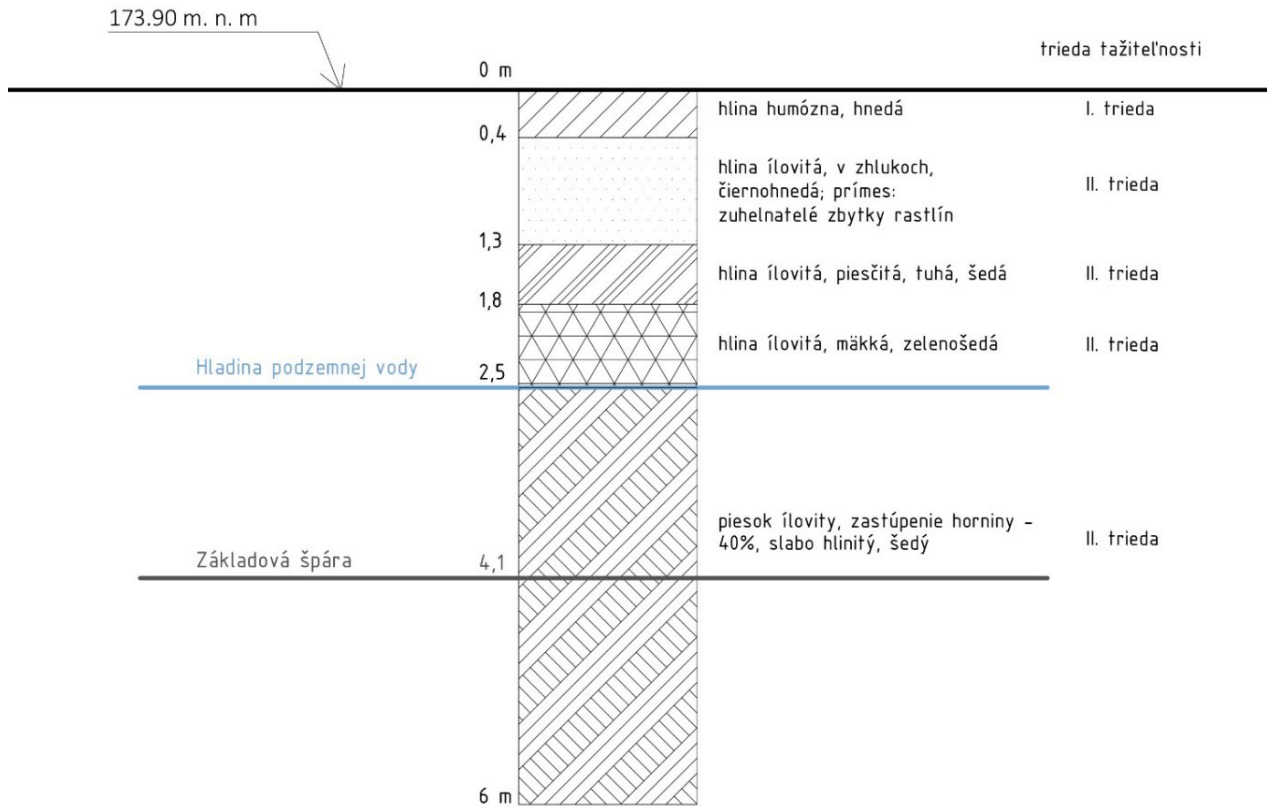 173.90 m. n. m
trieda tažiteľnosti
0 m
hlina humózna, hnedá
I. trieda
0,4
hlina ílovitá, v zhlukoch,
čiernohnedá; prímes:
zuhelnatelé zbytky rastlín
II. trieda
1,3
hlina ílovitá, piesčitá, tuhá, šedá
II. trieda
1,8
hlina ílovitá, mäkká, zelenošedá
II. trieda
Hladina podzemnej vody
2,5
piesok ílovity, zastúpenie horniny -
40%, slabo hlinitý, šedý
II. trieda
Základová špára
4,1
6 m